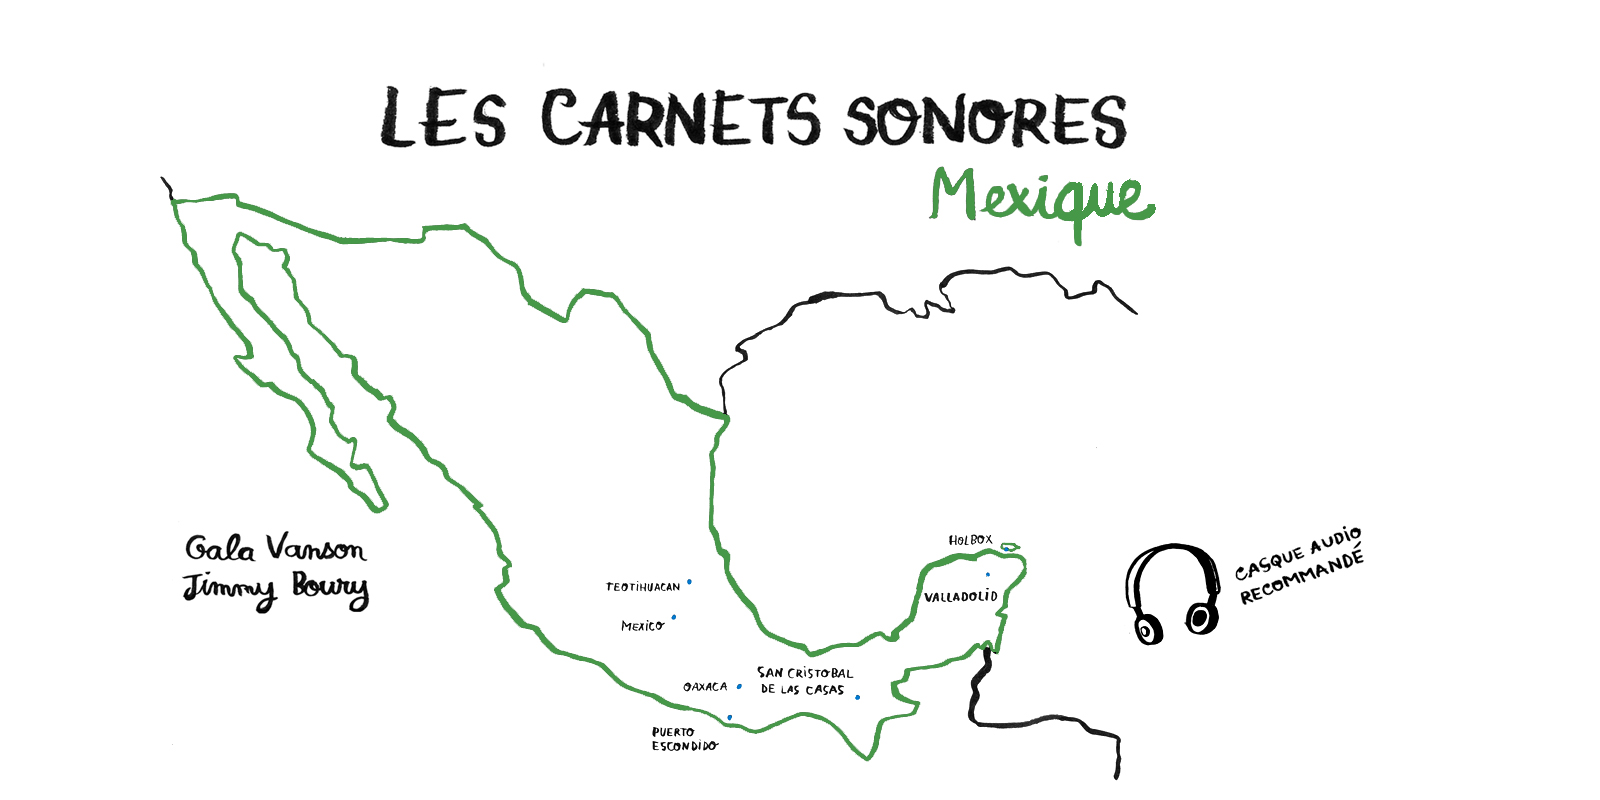 LES CARNETS SONORES
Mexique
Gala Vanson
Jimmy Boury
TEOTIHUACAN
MEXICO
OAXACA
SAN CRISTOBAL
DE LAS CASAS
PUERTO
ESCONDIDO
HOLBOX
VALLADOLID
CASQUE AUDIO
RECOMMANDÉ